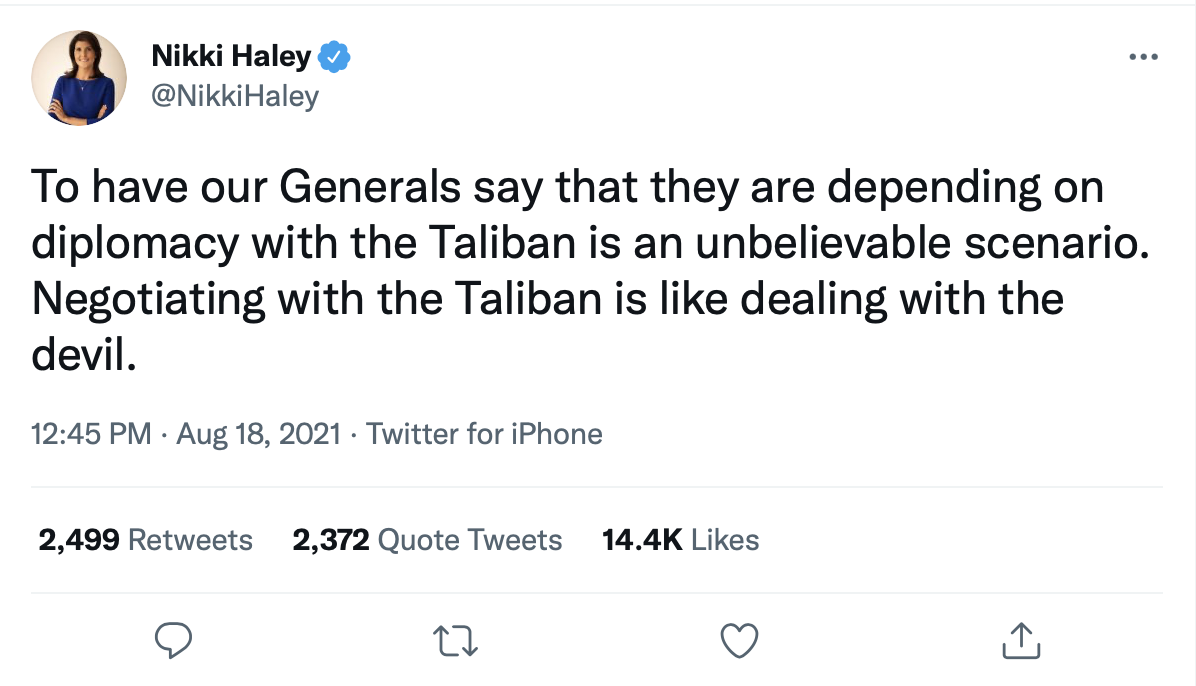 Nikki Haley
@NikkiHaley
To have our Generals say that they are depending on
diplomacy with the Taliban is an unbelievable scenario.
Negotiating with the Taliban is like dealing with the
devil.
12:45 PM · Aug 18, 2021 · Twitter for iPhone
2,499 Retweets 2,372 Quote Tweets 14.4K Likes